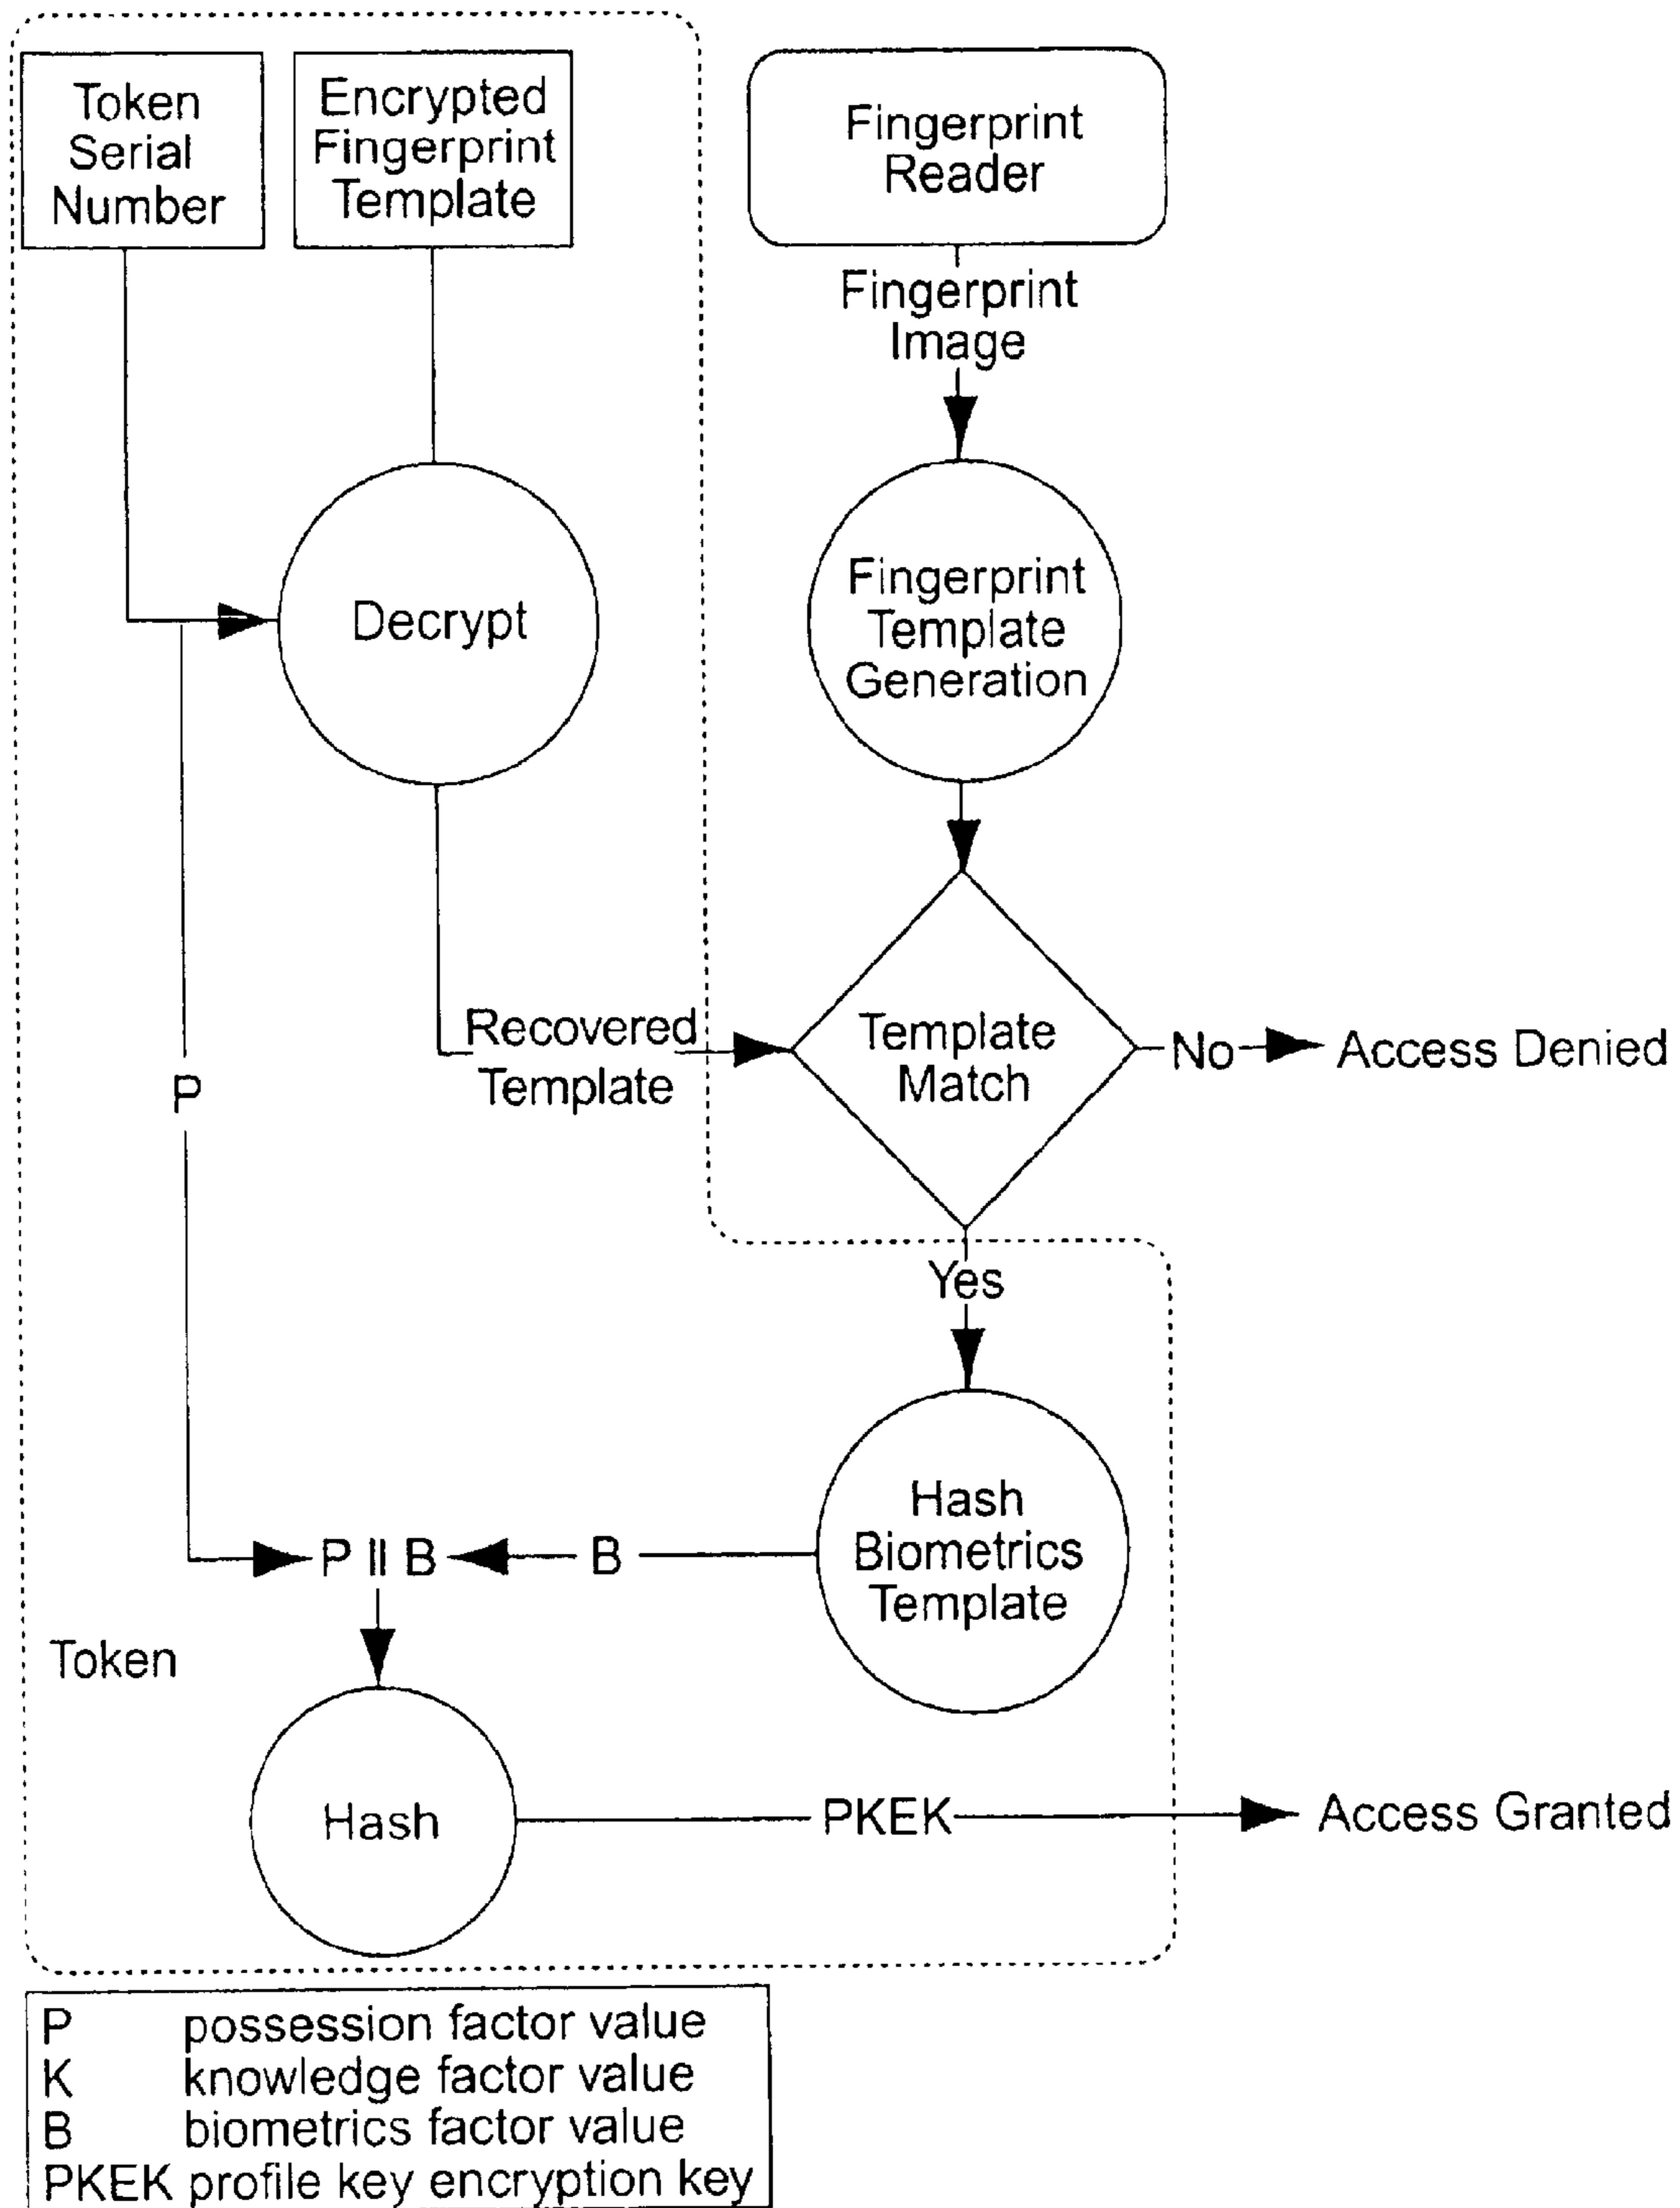 Token
Serial
Number
Encrypted
Fingerprint
Template
Fingerprint
Reader
Fingerprint
Image
Decrypt
Fingerprint
Template
Generation
Recovered
Template
Template
Match
No
Access Denied
P
Yes
Hash
Biometrics
Template
P || B
B
Token
Hash
PKEK
Access Granted
P possession factor value
K knowledge factor value
B biometrics factor value
PKEK profile key encryption key